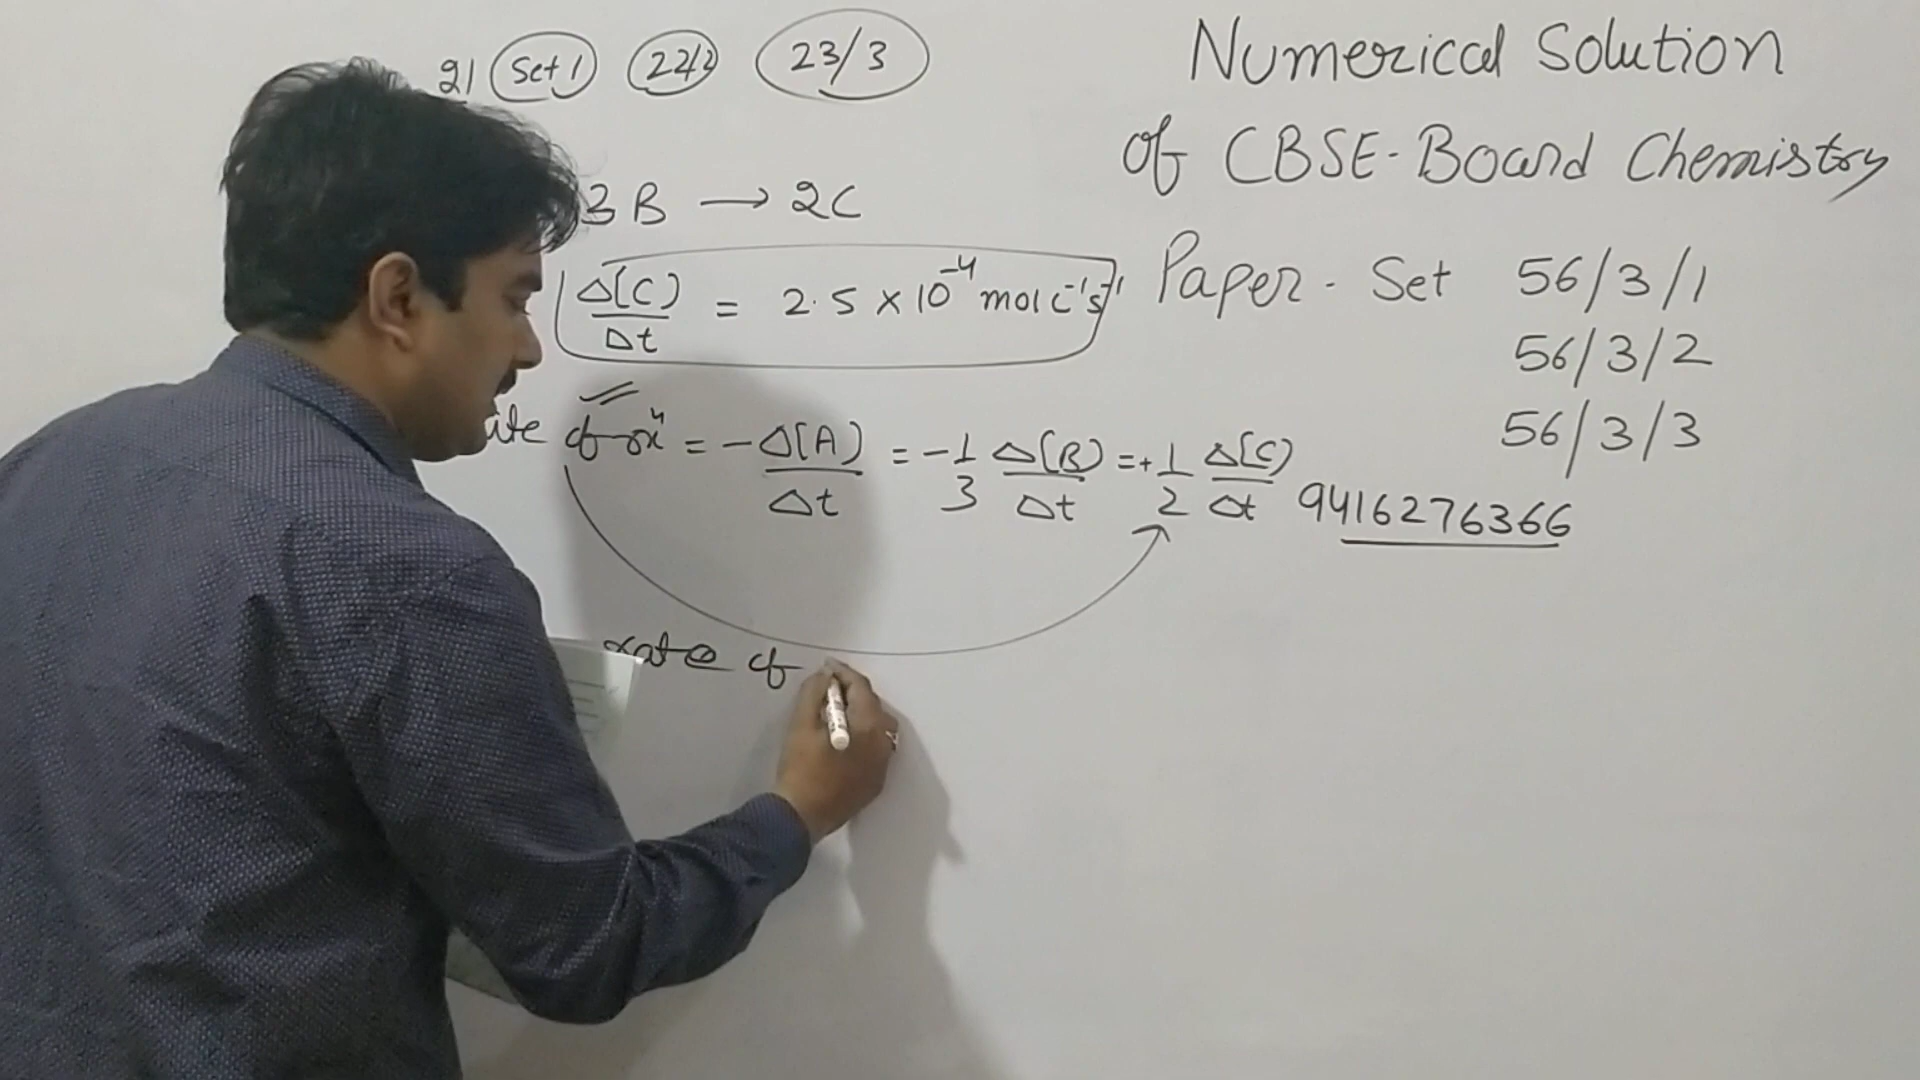 21 Set 1 22/2 23/3
Numerical Solution
of CBSE-Board Chemistry
Paper - Set 56/3/1
56/3/2
56/3/3
9416276366
3B → 2C
Δ[C]/Δt = 2.5 × 10⁻⁴ mol L⁻¹ s⁻¹
of rxⁿ = -Δ[A]/Δt = -1/3 Δ[B]/Δt = +1/2 Δ[C]/Δt
rate of